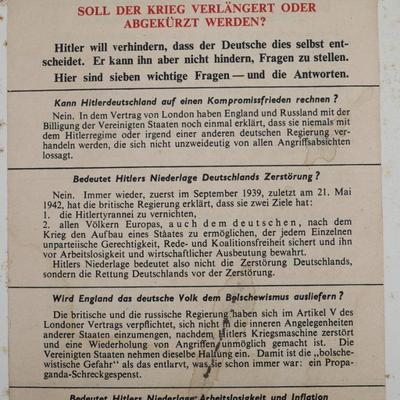 SOLL DER KRIEG VERLÄNGERT ODER
ABGEKÜRZT WERDEN?
Hitler will verhindern, dass der Deutsche dies selbst ent-
scheidet. Er kann ihn aber nicht hindern, Fragen zu stellen.
Hier sind sieben wichtige Fragen — und die Antworten.
Kann Hitlerdeutschland auf einen Kompromissfrieden rechnen?
Nein. In dem Vertrag von London haben England und Russland mit der
Billigung der Vereinigten Staaten noch einmal erklärt, dass sie niemals mit
dem Hitlerregime oder irgend einer anderen deutschen Regierung ver-
handeln werden, die sich nicht unzweideutig von allen Angriffsabsichten
lossagt.
Bedeutet Hitlers Niederlage Deutschlands Zerstörung?
Nein. Immer wieder, zuerst im September 1939, zuletzt am 21. Mai
1942, hat die britische Regierung erklärt, dass sie zwei Ziele hat:
1. die Hitlertyrannei zu vernichten,
2. allen Völkern Europas, auch dem deutschen, nach dem
Krieg den Aufbau eines Staates zu ermöglichen, der jedem Einzelnen
unparteiische Gerechtigkeit, Rede- und Koalitionsfreiheit sichert und ihn
vor Arbeitslosigkeit und wirtschaftlicher Ausbeutung bewahrt.
Hitlers Niederlage bedeutet also nicht die Zerstörung Deutschlands,
sondern die Rettung Deutschlands vor der Zerstörung.
Wird England das deutsche Volk dem Bolschewismus ausliefern?
Die britische und die russische Regierung haben sich im Artikel V des
Londoner Vertrags verpflichtet, sich nicht in die inneren Angelegenheiten
anderer Staaten einzumengen, nachdem Hitlers Kriegsmaschine zerstört
und eine Wiederholung von Angriffen unmöglich gemacht ist. Die
Vereinigten Staaten nehmen dieselbe Haltung ein. Damit ist die „bolsche-
wistische Gefahr" als das entlarvt, was sie schon immer war: ein Propa-
ganda-Schreckgespenst.
Bedeutet Hitlers Niederlage: Arbeitslosigkeit und Inflation